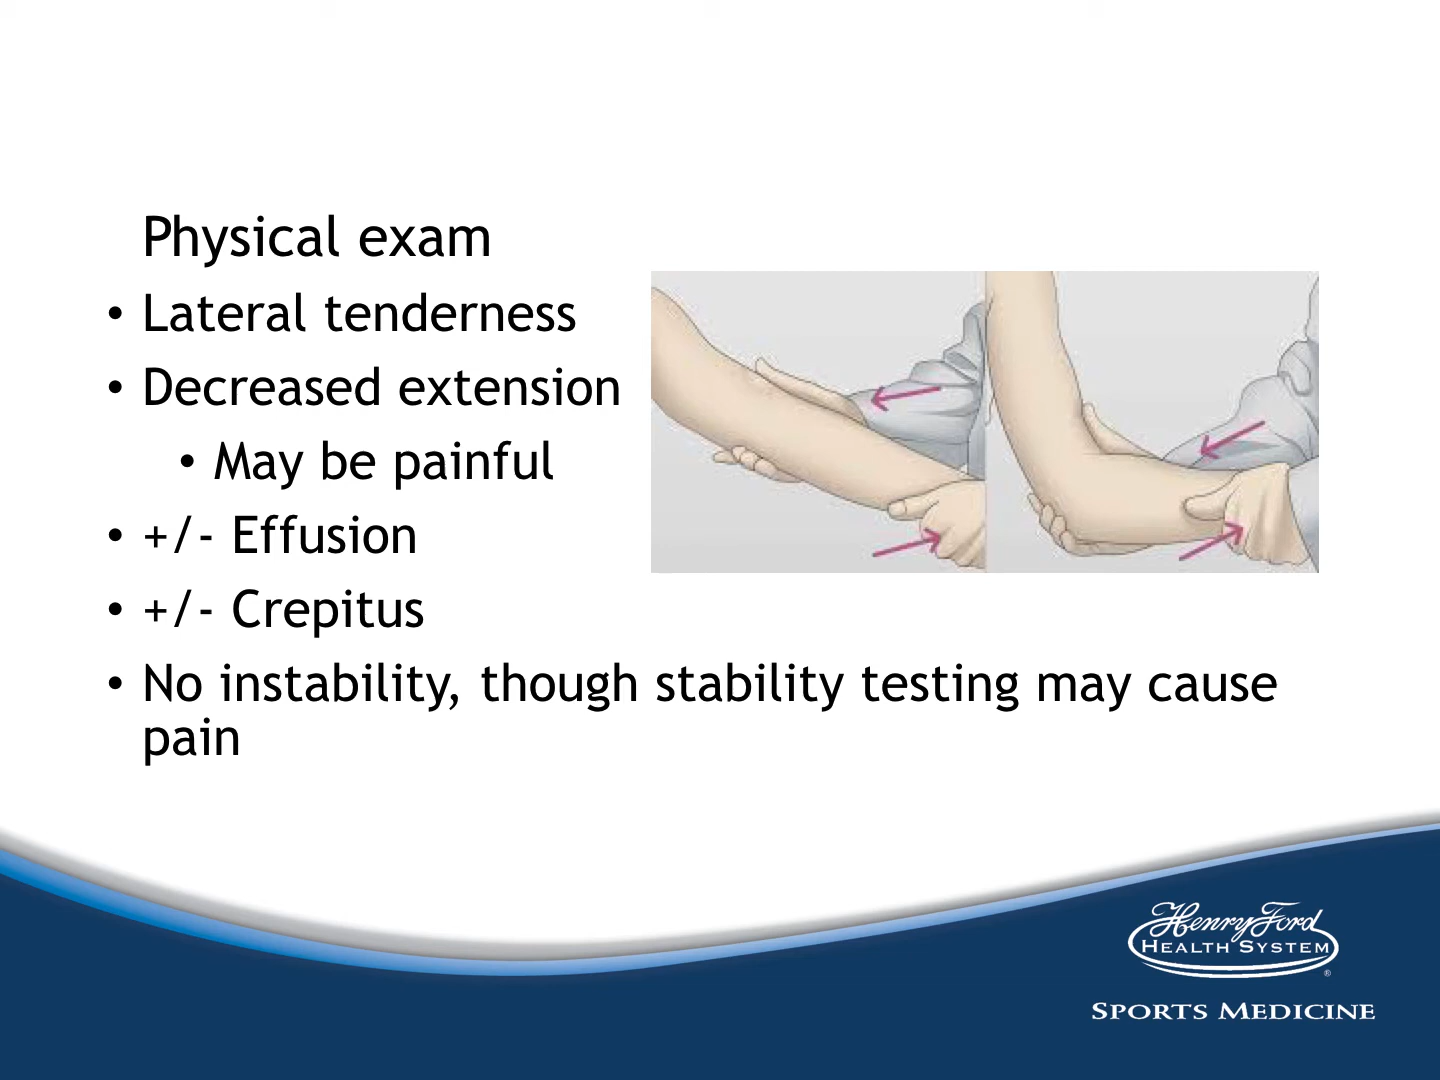 Physical exam
• Lateral tenderness
• Decreased extension
• May be painful
• +/- Effusion
• +/- Crepitus
• No instability, though stability testing may cause
pain
Henry Ford
HEALTH SYSTEM
®
SPORTS MEDICINE